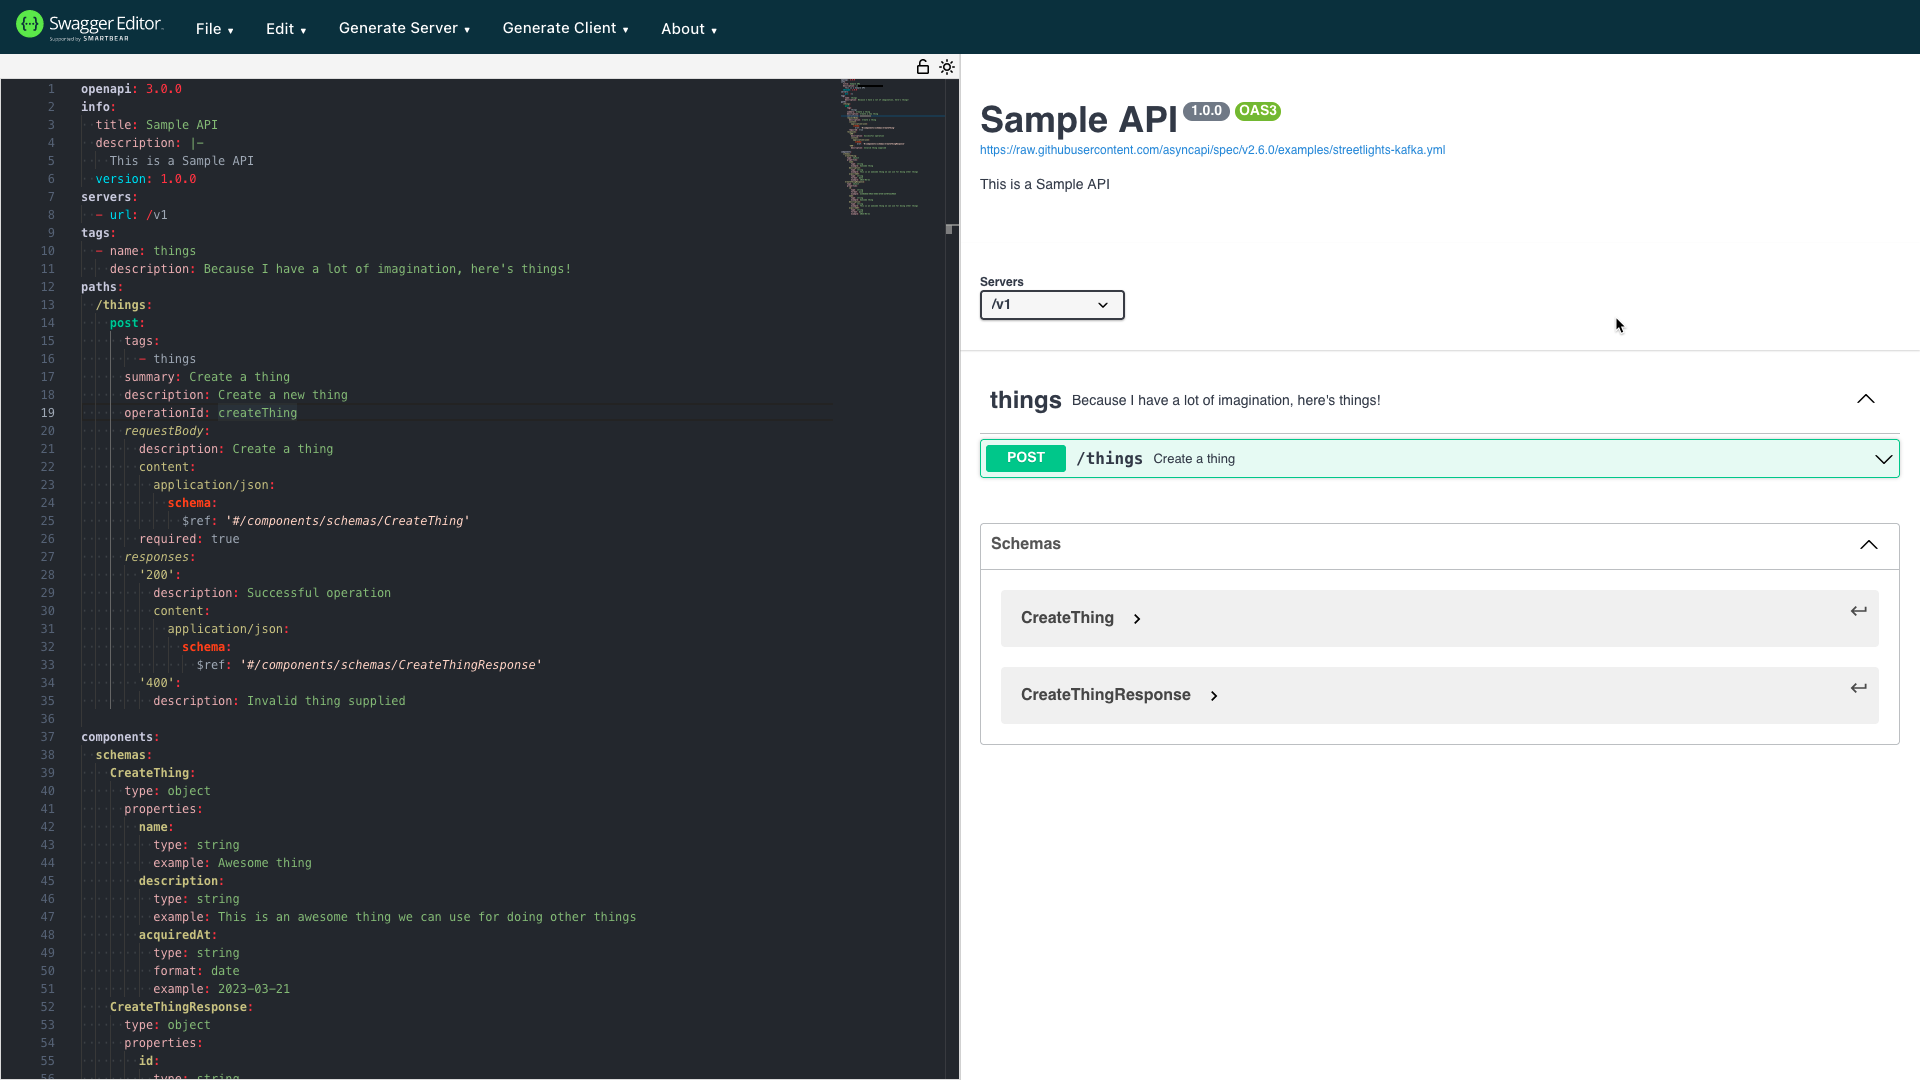 Swagger Editor
Supported by SMARTBEAR
File ▾
Edit ▾
Generate Server ▾
Generate Client ▾
About ▾
1 openapi: 3.0.0
2 info:
3 title: Sample API
4 description: |-
5 This is a Sample API
6 version: 1.0.0
7 servers:
8 - url: /v1
9 tags:
10 - name: things
11 description: Because I have a lot of imagination, here's things!
12 paths:
13 /things:
14 post:
15 tags:
16 - things
17 summary: Create a thing
18 description: Create a new thing
19 operationId: createThing
20 requestBody:
21 description: Create a thing
22 content:
23 application/json:
24 schema:
25 $ref: '#/components/schemas/CreateThing'
26 required: true
27 responses:
28 '200':
29 description: Successful operation
30 content:
31 application/json:
32 schema:
33 $ref: '#/components/schemas/CreateThingResponse'
34 '400':
35 description: Invalid thing supplied
36
37 components:
38 schemas:
39 CreateThing:
40 type: object
41 properties:
42 name:
43 type: string
44 example: Awesome thing
45 description:
46 type: string
47 example: This is an awesome thing we can use for doing other things
48 acquiredAt:
49 type: string
50 format: date
51 example: 2023-03-21
52 CreateThingResponse:
53 type: object
54 properties:
55 id:
56 type: string
Sample API 1.0.0 OAS3
https://raw.githubusercontent.com/asyncapi/spec/v2.6.0/examples/streetlights-kafka.yml
This is a Sample API
Servers
/v1
things Because I have a lot of imagination, here's things!
POST /things Create a thing
Schemas
CreateThing
CreateThingResponse